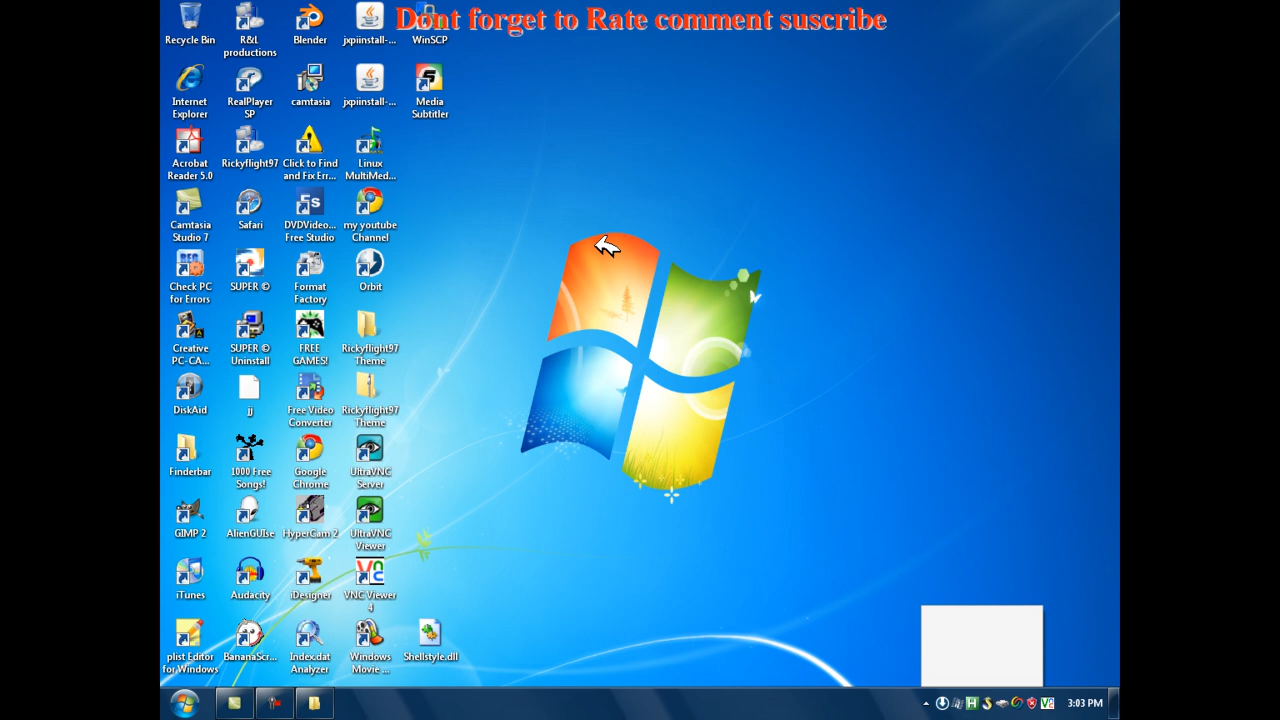 Dont forget to Rate comment suscribe
Recycle Bin
R&L
productions
Blender
jxpiinstall-...
WinSCP
Internet
Explorer
RealPlayer
SP
camtasia
jxpiinstall-...
Media
Subtitler
Acrobat
Reader 5.0
Rickyflight97
Click to Find
and Fix Err...
Linux
MultiMed...
Camtasia
Studio 7
Safari
DVDVideo...
Free Studio
my youtube
Channel
Check PC
for Errors
SUPER ©
Format
Factory
Orbit
Creative
PC-CA...
SUPER ©
Uninstall
FREE
GAMES!
Rickyflight97
Theme
DiskAid
jj
Free Video
Converter
Rickyflight97
Theme
Finderbar
1000 Free
Songs!
Google
Chrome
UltraVNC
Server
GIMP 2
AlienGUIse
HyperCam 2
UltraVNC
Viewer
iTunes
Audacity
iDesigner
VNC Viewer
4
plist Editor
for Windows
BananaScr...
Index.dat
Analyzer
Windows
Movie ...
Shellstyle.dll
3:03 PM